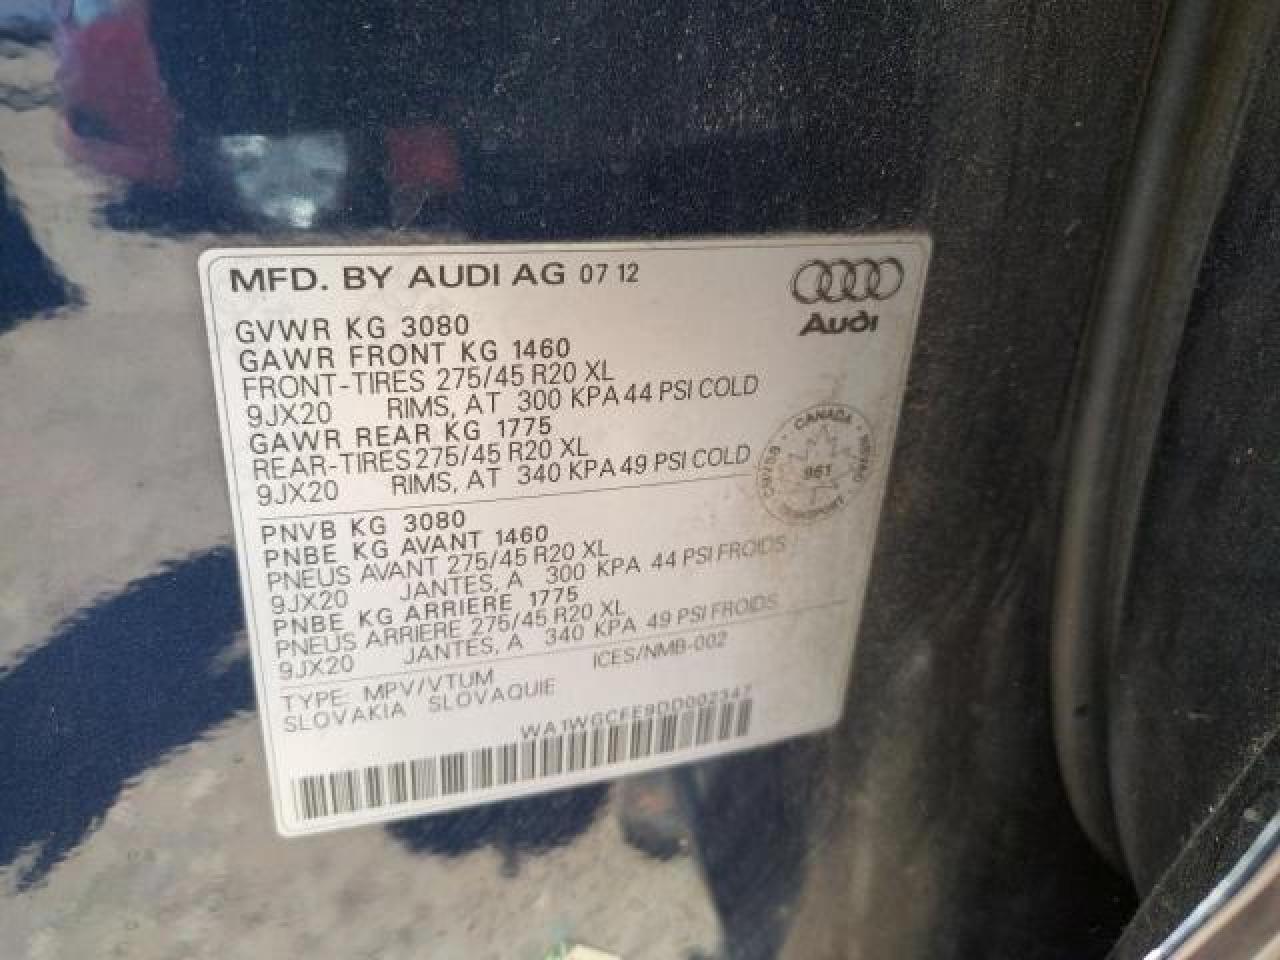 MFD. BY AUDI AG 07 12
Audi
GVWR KG 3080
GAWR FRONT KG 1460
FRONT-TIRES 275/45 R20 XL
9JX20 RIMS, AT 300 KPA 44 PSI COLD
GAWR REAR KG 1775
REAR-TIRES 275/45 R20 XL
9JX20 RIMS, AT 340 KPA 49 PSI COLD
CANADA
961
PNVB KG 3080
PNBE KG AVANT 1460
PNEUS AVANT 275/45 R20 XL
9JX20 JANTES, A 300 KPA 44 PSI FROIDS
PNBE KG ARRIERE 1775
PNEUS ARRIERE 275/45 R20 XL
9JX20 JANTES, A 340 KPA 49 PSI FROIDS
TYPE: MPV/VTUM ICES/NMB-002
SLOVAKIA SLOVAQUIE
WA1WGCFE9DD002347